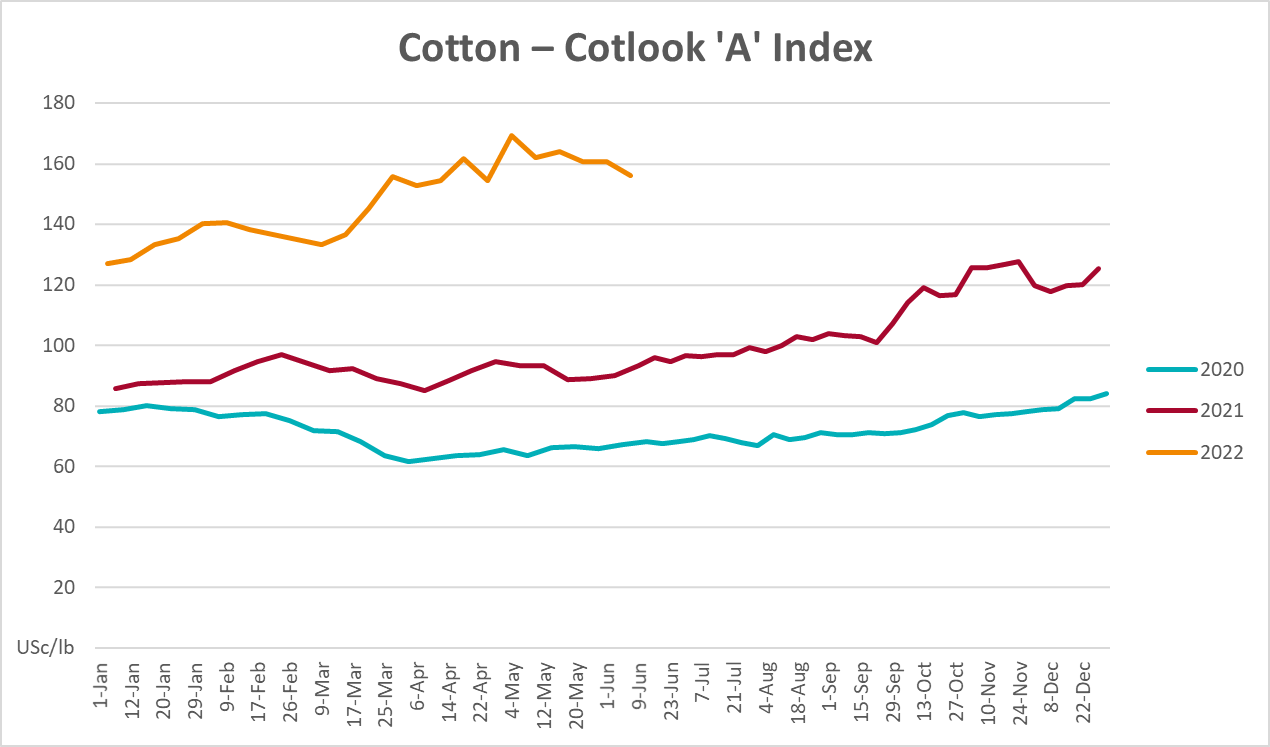 Cotton – Cotlook 'A' Index
180
160
140
120
100
80
60
40
20
USc/lb
1-Jan
12-Jan
20-Jan
29-Jan
9-Feb
17-Feb
26-Feb
9-Mar
17-Mar
25-Mar
6-Apr
14-Apr
22-Apr
4-May
12-May
20-May
1-Jun
9-Jun
23-Jun
7-Jul
21-Jul
4-Aug
18-Aug
1-Sep
15-Sep
29-Sep
13-Oct
27-Oct
10-Nov
24-Nov
8-Dec
22-Dec
2020
2021
2022